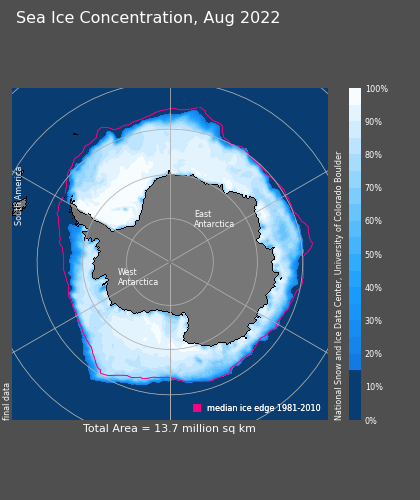 Sea Ice Concentration, Aug 2022
South America
East
Antarctica
West
Antarctica
final data
median ice edge 1981-2010
National Snow and Ice Data Center, University of Colorado Boulder
100%
90%
80%
70%
60%
50%
40%
30%
20%
10%
0%
Total Area = 13.7 million sq km